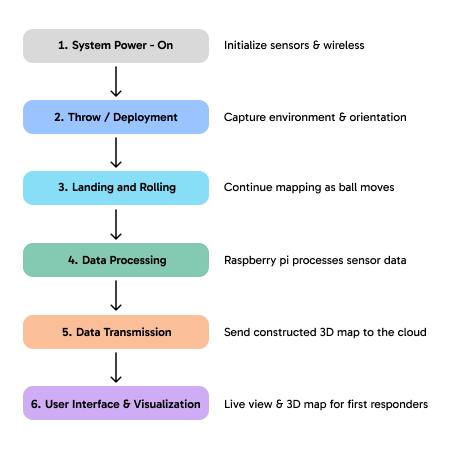 1. System Power - On
Initialize sensors & wireless
2. Throw / Deployment
Capture environment & orientation
3. Landing and Rolling
Continue mapping as ball moves
4. Data Processing
Raspberry pi processes sensor data
5. Data Transmission
Send constructed 3D map to the cloud
6. User Interface & Visualization
Live view & 3D map for first responders